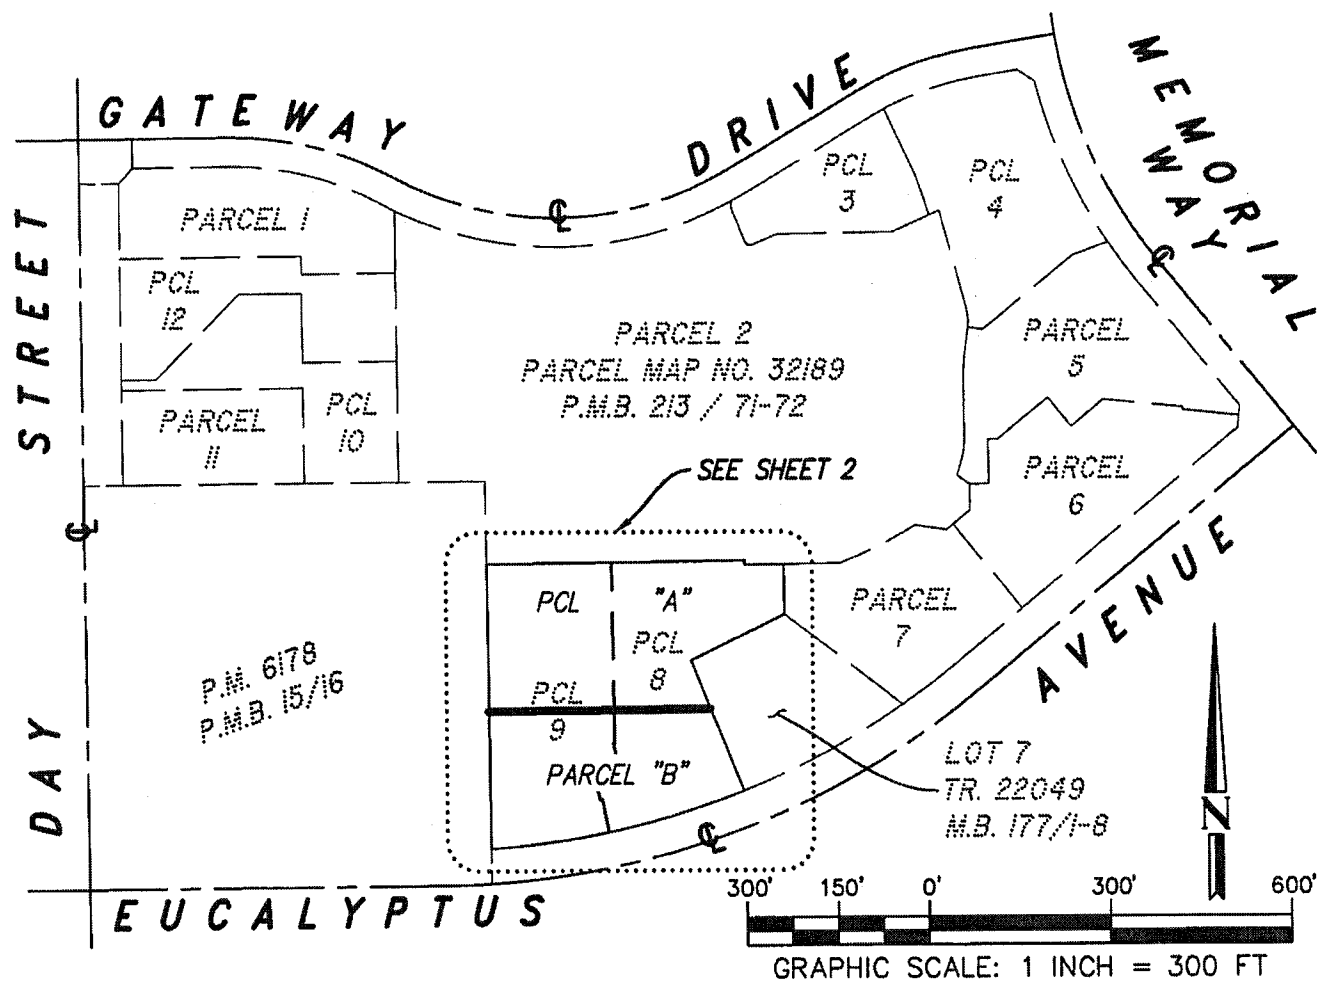 GATEWAY DRIVE
MEMORIAL
WAY
DAY STREET
PARCEL 1
PCL
12
PARCEL
11
PCL
10
PCL
3
PCL
4
PARCEL 2
PARCEL MAP NO. 32189
P.M.B. 213 / 71-72
PARCEL
5
PARCEL
6
SEE SHEET 2
PCL "A"
PCL
8
PCL
9
PARCEL "B"
PARCEL
7
P.M. 6178
P.M.B. 15/16
LOT 7
TR. 22049
M.B. 177/1-8
EUCALYPTUS AVENUE
N
300' 150' 0' 300' 600'
GRAPHIC SCALE: 1 INCH = 300 FT